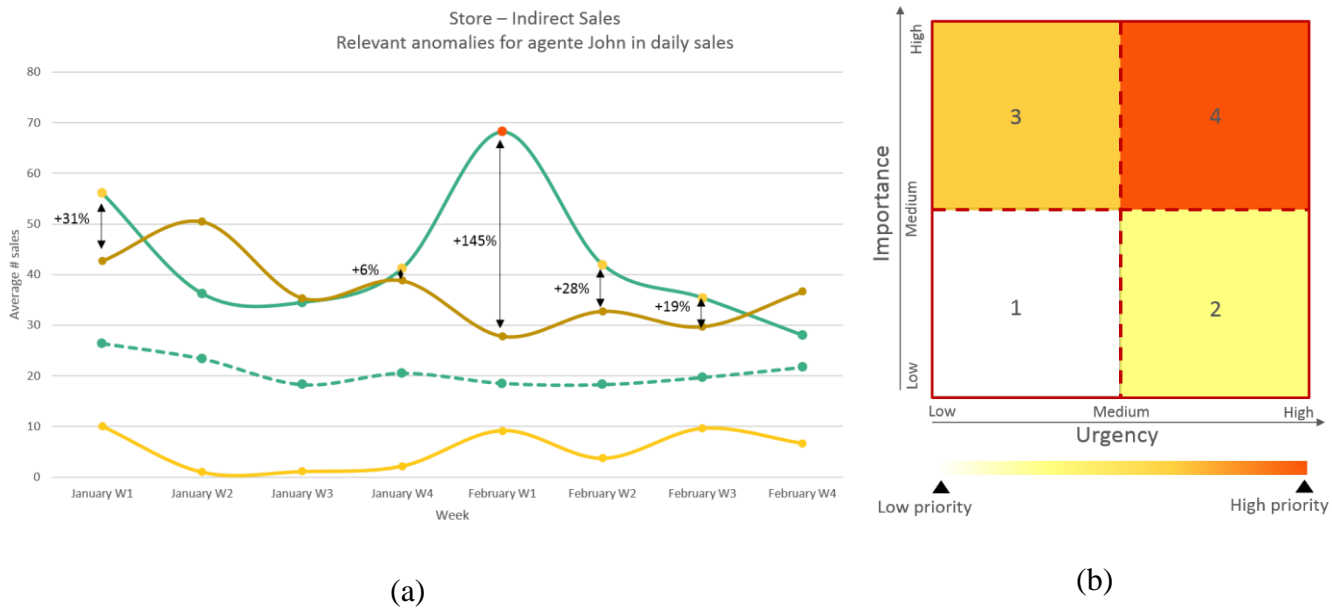 Store – Indirect Sales
Relevant anomalies for agente John in daily sales
80
70
60
50
40
30
20
10
0
Average # sales
+31%
+6%
+145%
+28%
+19%
January W1
January W2
January W3
January W4
February W1
February W2
February W3
February W4
Week
(a)
High
Medium
Low
Importance
3
4
1
2
Low
Medium
High
Urgency
Low priority
High priority
(b)